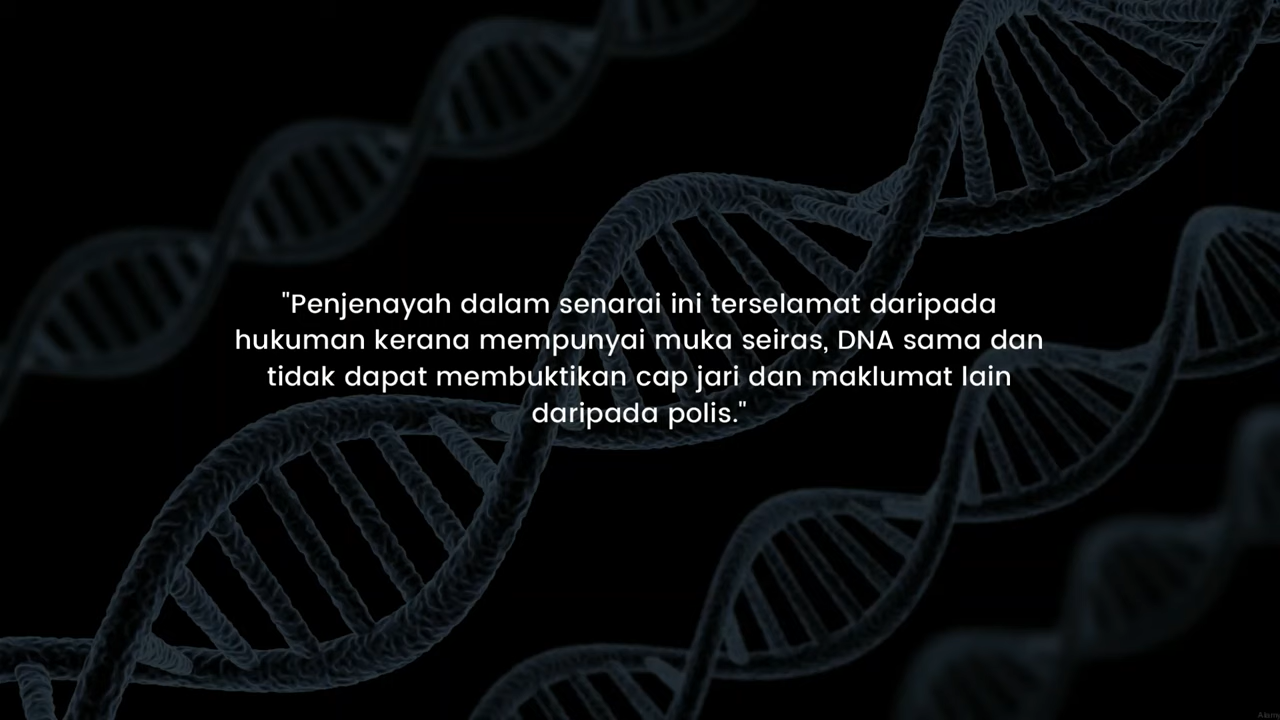 "Penjenayah dalam senarai ini terselamat daripada
hukuman kerana mempunyai muka seiras, DNA sama dan
tidak dapat membuktikan cap jari dan maklumat lain
daripada polis."